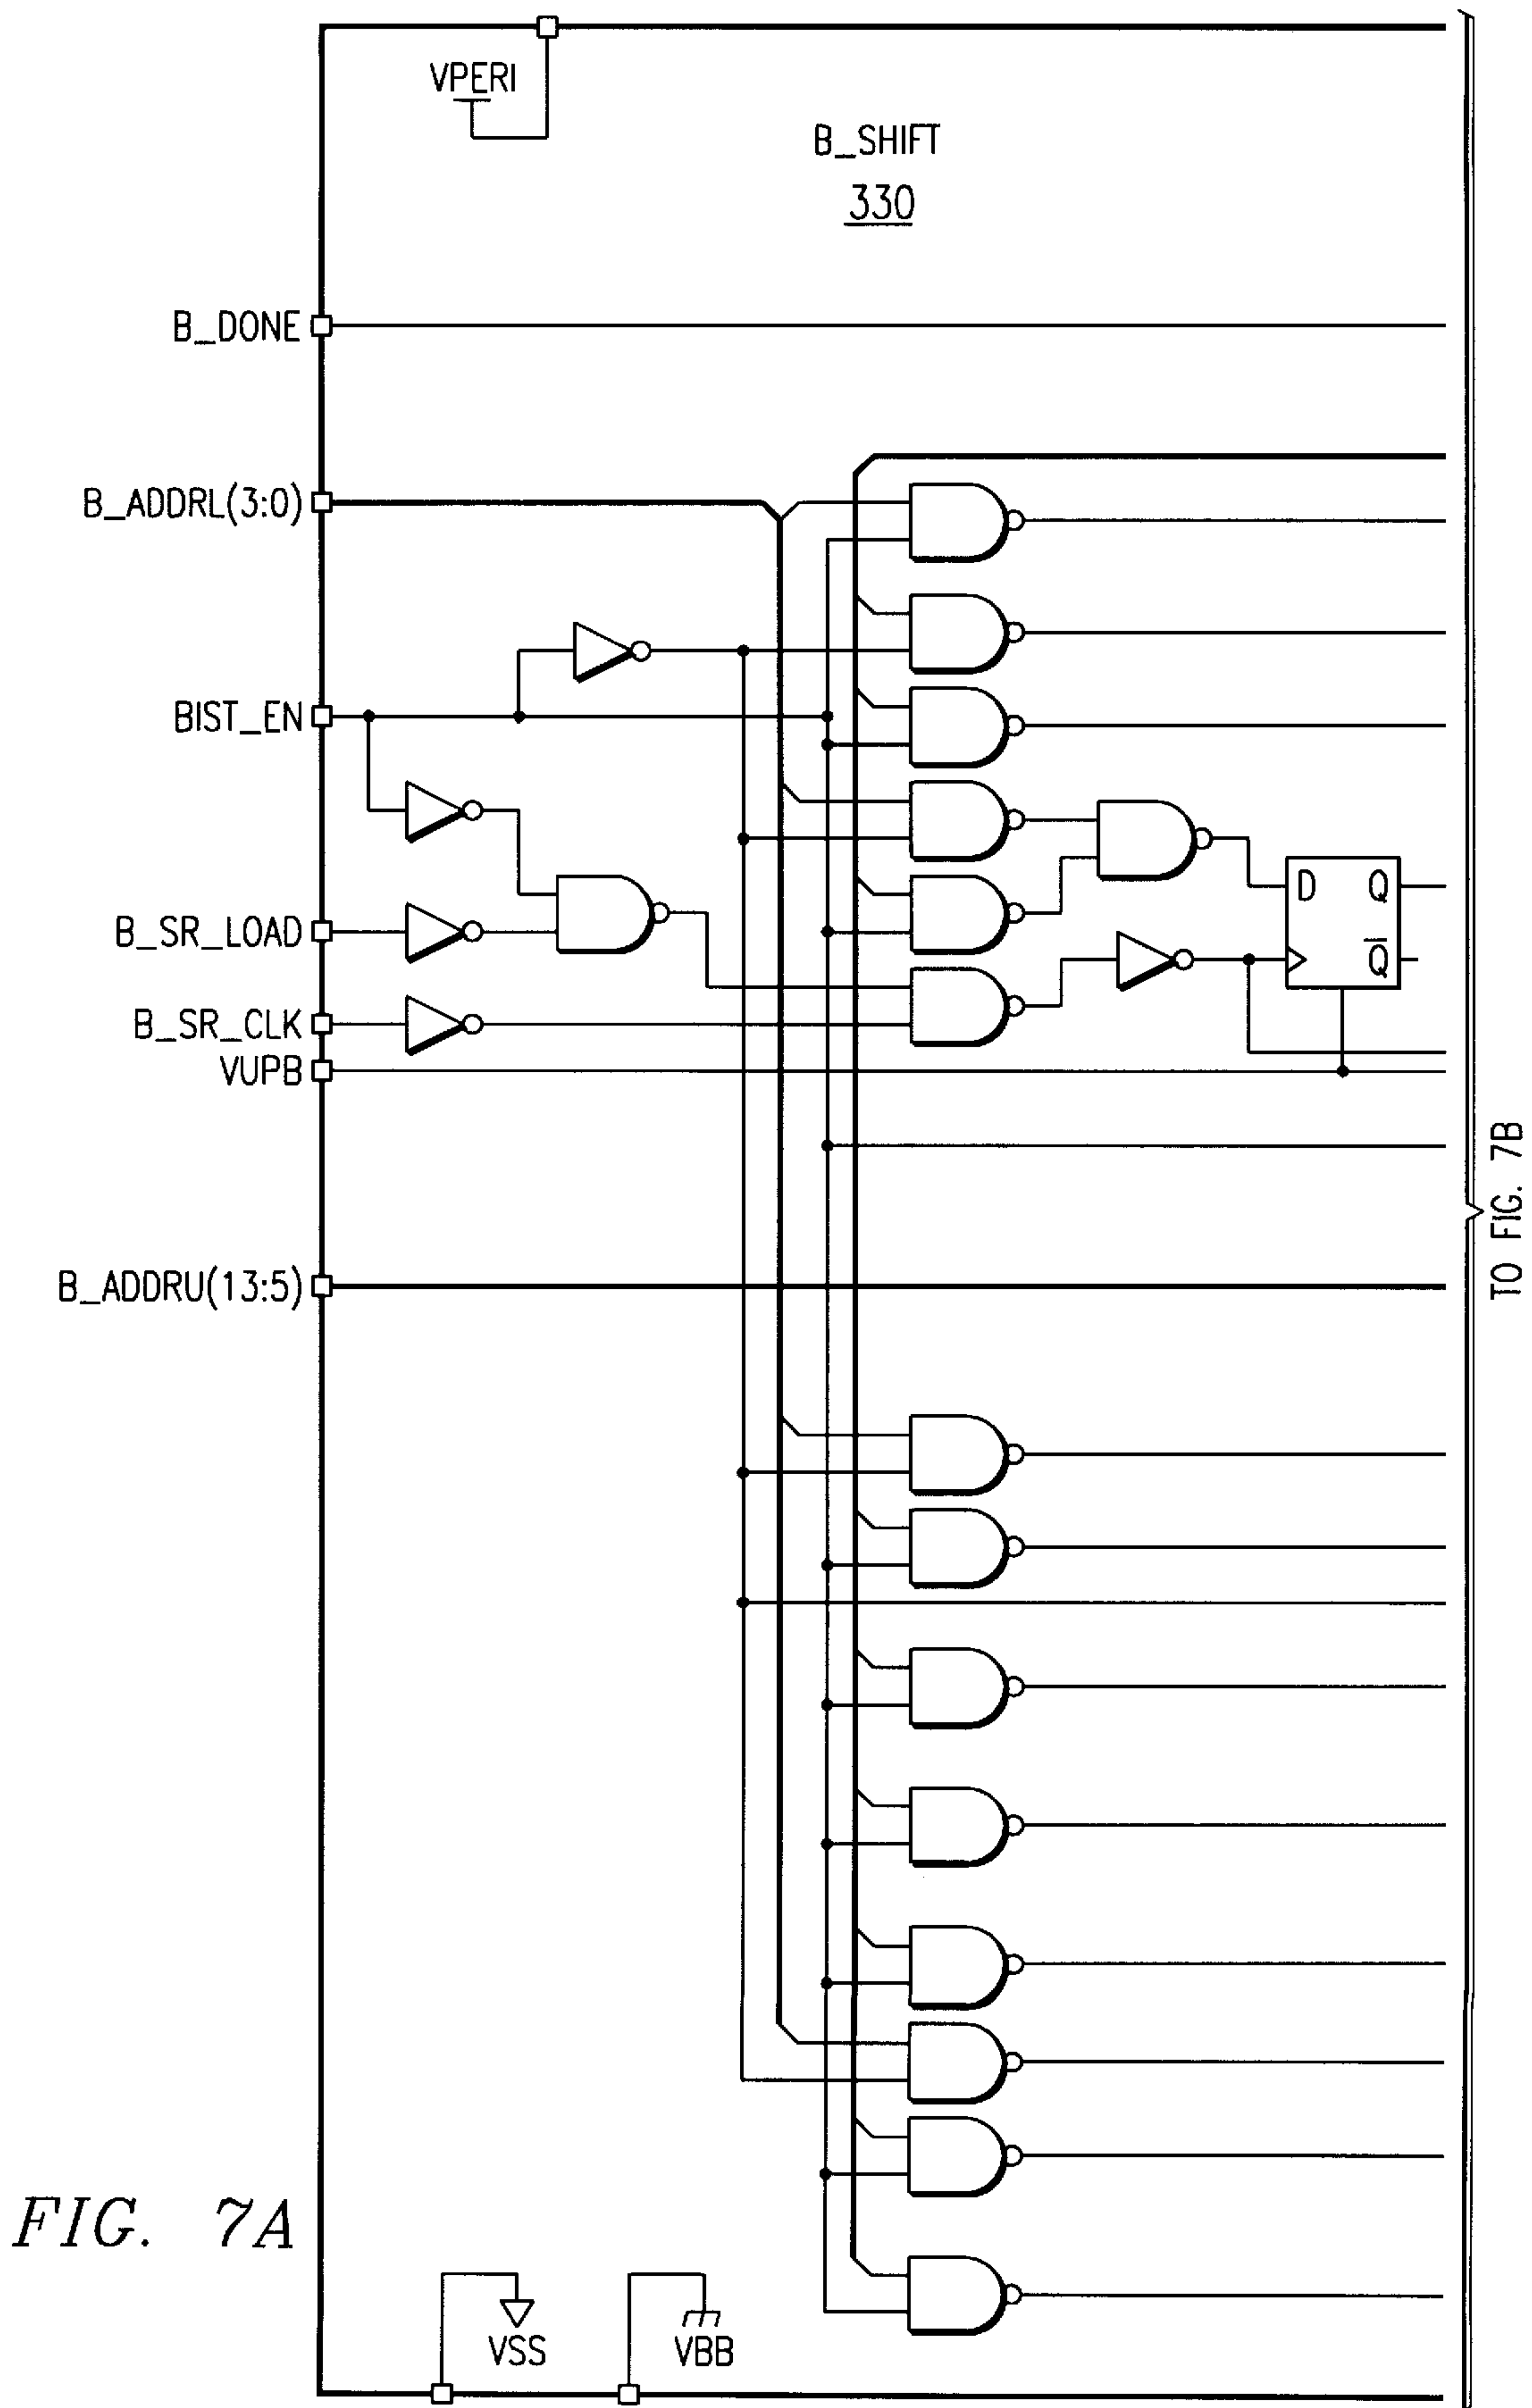 VPERI
B_SHIFT
330
B_DONE
B_ADDRL(3:0)
BIST_EN
B_SR_LOAD
B_SR_CLK
VUPB
D Q
Q̅
TO FIG. 7B
B_ADDRU(13:5)
FIG. 7A
VSS
VBB